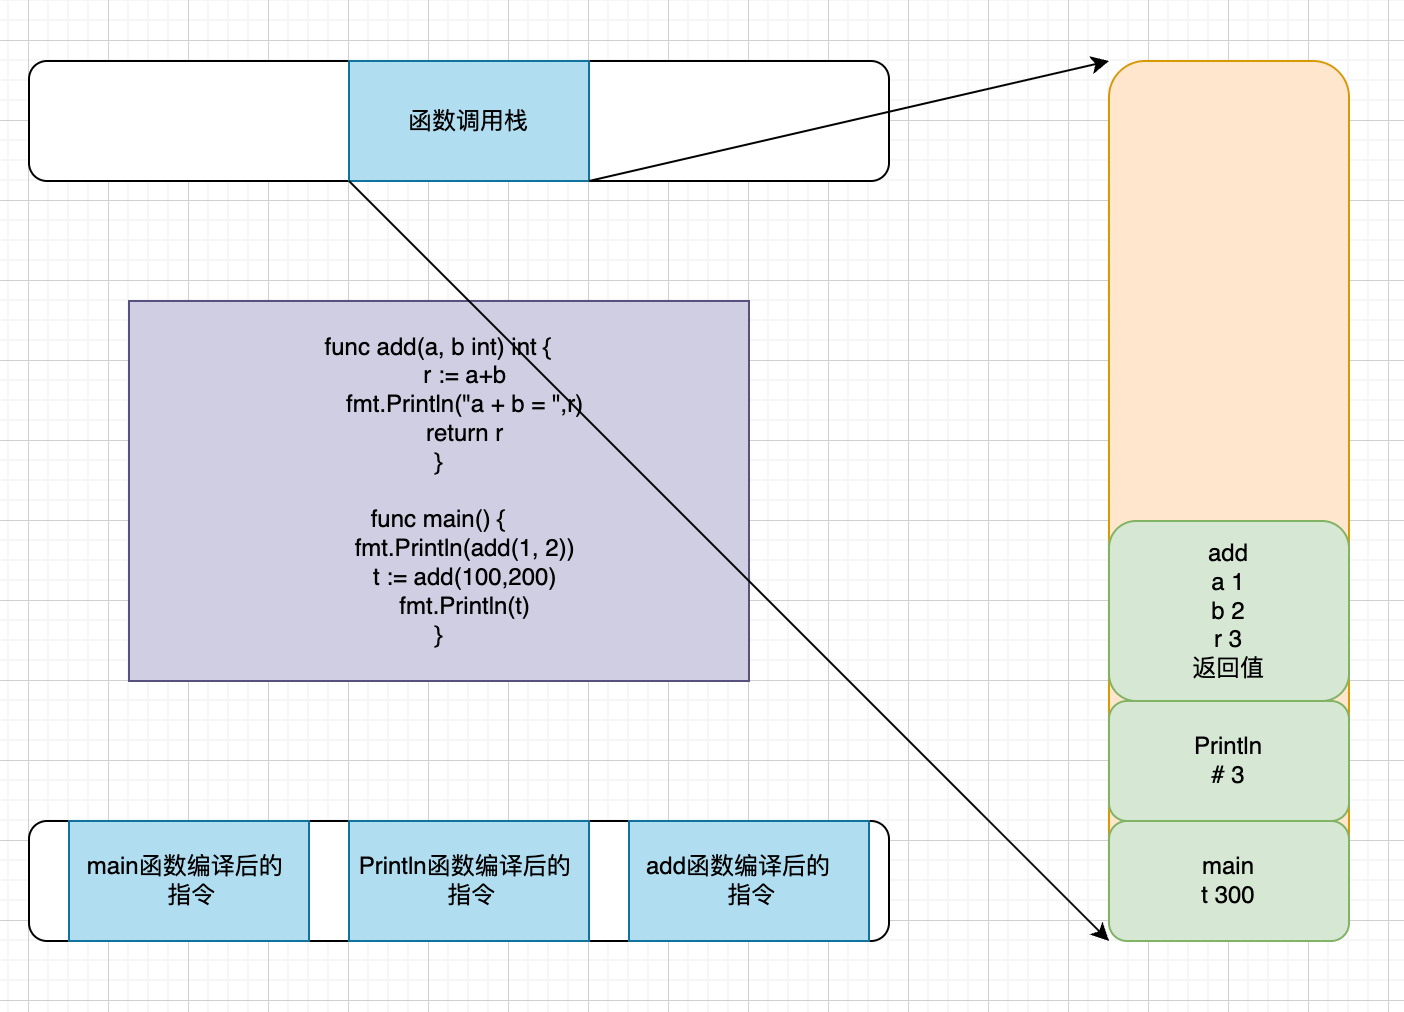 函数调用栈
func add(a, b int) int {
r := a+b
fmt.Println("a + b = ",r)
return r
}
func main() {
fmt.Println(add(1, 2))
t := add(100,200)
fmt.Println(t)
}
add
a 1
b 2
r 3
返回值
Println
# 3
main
t 300
main函数编译后的
指令
Println函数编译后的
指令
add函数编译后的
指令